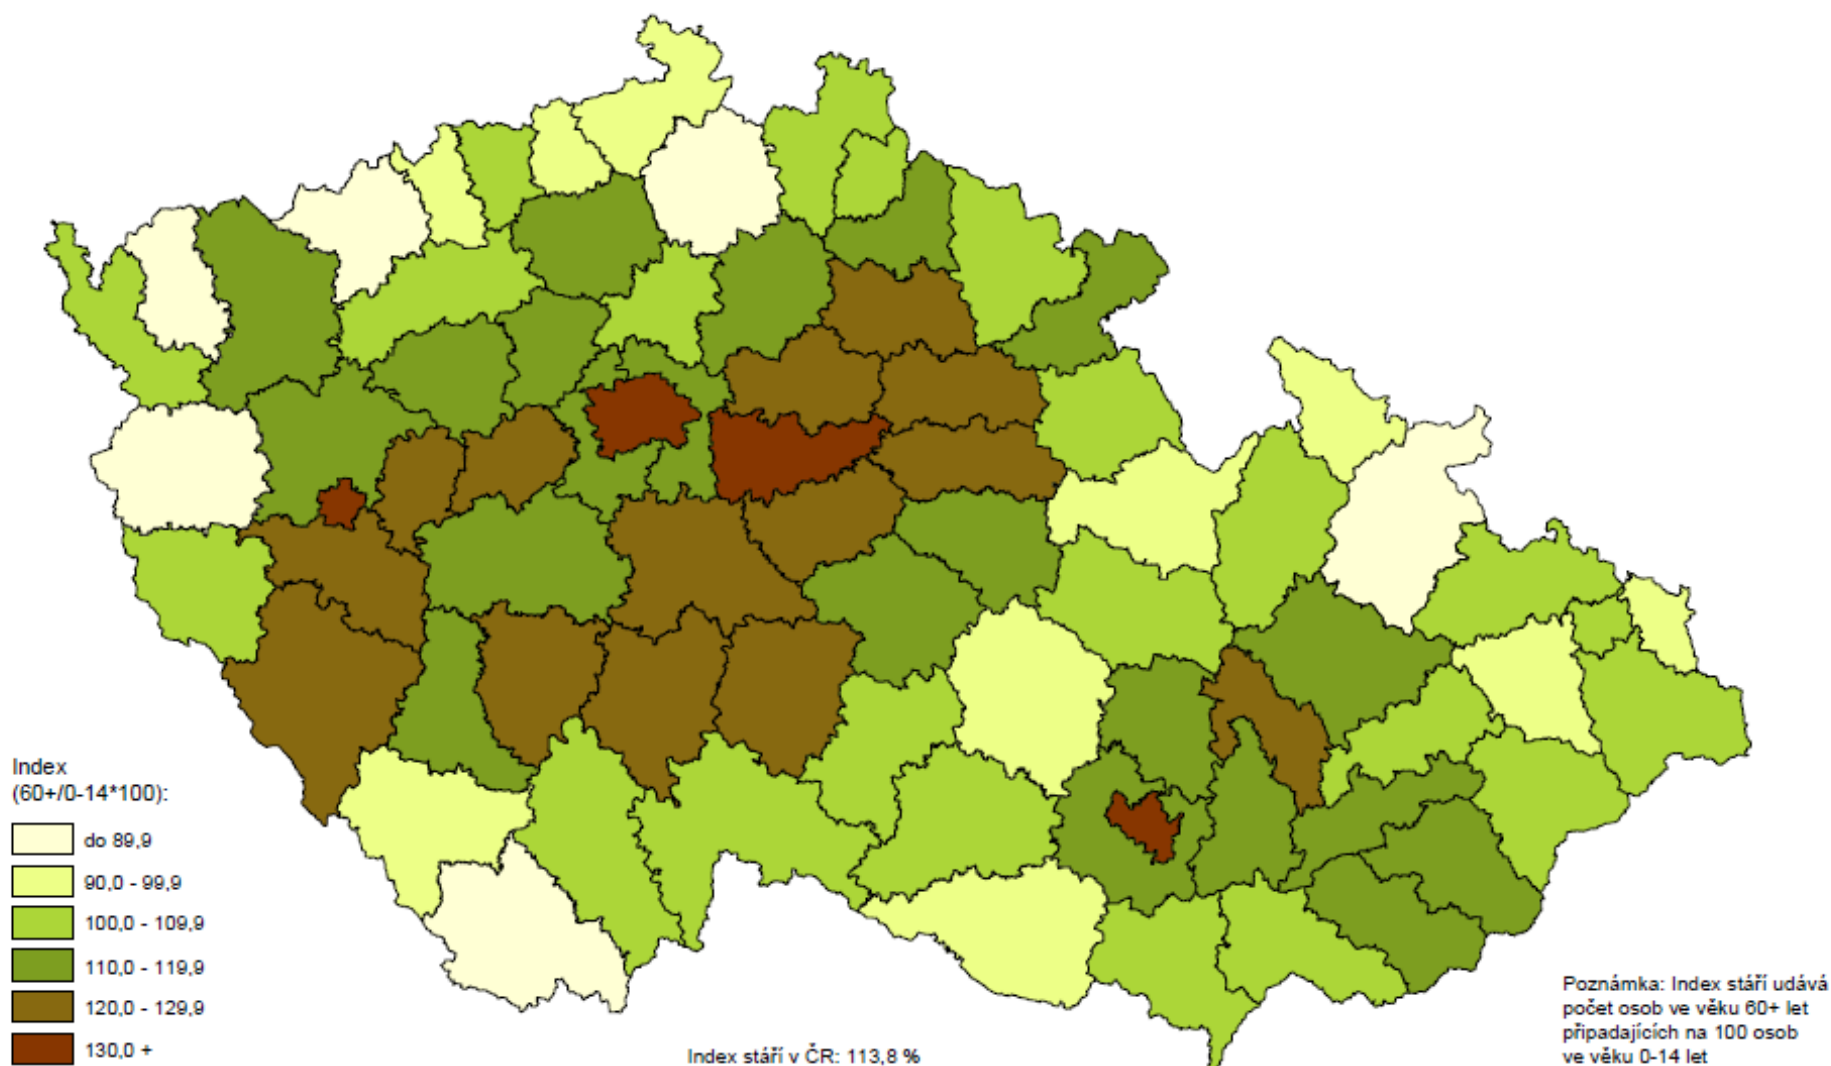 Index
(60+/0-14*100):
do 89,9
90,0 - 99,9
100,0 - 109,9
110,0 - 119,9
120,0 - 129,9
130,0 +
Index stáří v ČR: 113,8 %
Poznámka: Index stáří udává
počet osob ve věku 60+ let
připadajících na 100 osob
ve věku 0-14 let